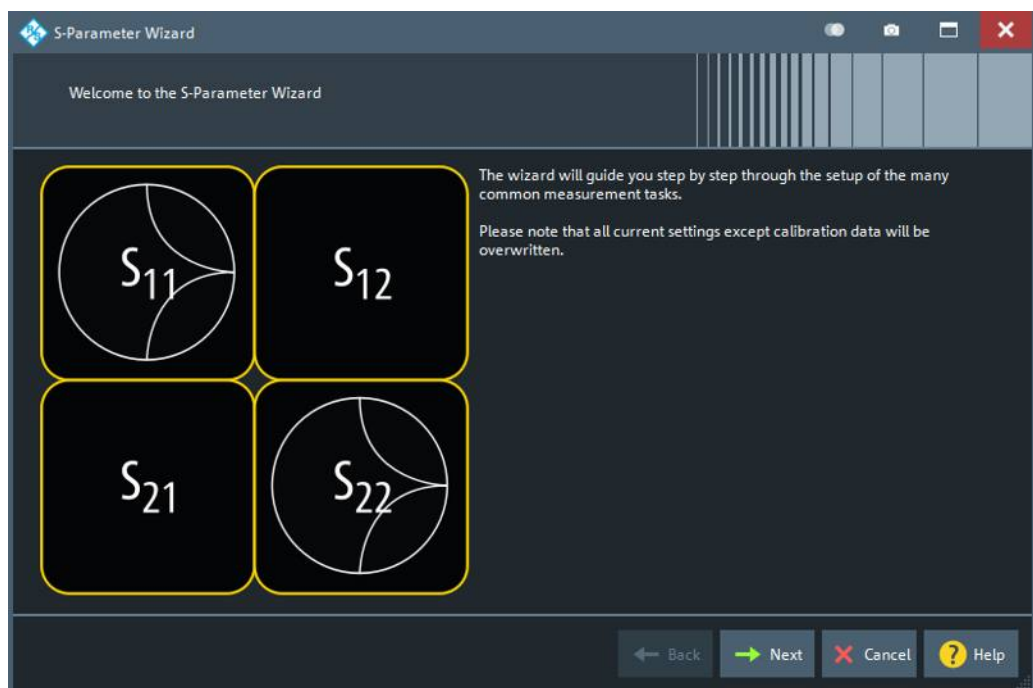 S-Parameter Wizard
Welcome to the S-Parameter Wizard
S11
S12
S21
S22
The wizard will guide you step by step through the setup of the many
common measurement tasks.
Please note that all current settings except calibration data will be
overwritten.
Back
Next
Cancel
? Help